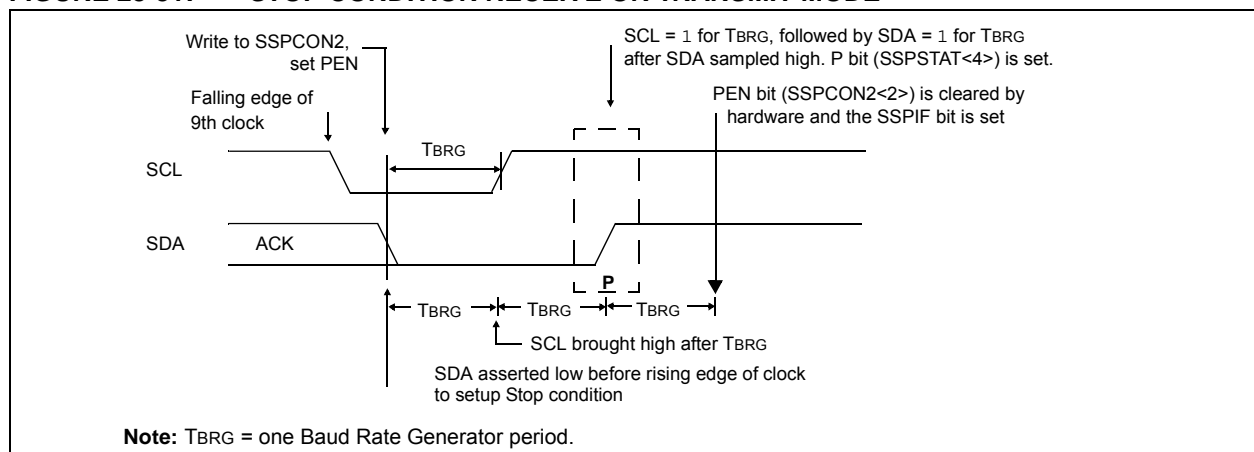 Write to SSPCON2,
set PEN
SCL = 1 for TBRG, followed by SDA = 1 for TBRG
after SDA sampled high. P bit (SSPSTAT<4>) is set.
Falling edge of
9th clock
PEN bit (SSPCON2<2>) is cleared by
hardware and the SSPIF bit is set
TBRG
SCL
SDA
ACK
P
TBRG
TBRG
TBRG
SCL brought high after TBRG
SDA asserted low before rising edge of clock
to setup Stop condition
Note: TBRG = one Baud Rate Generator period.